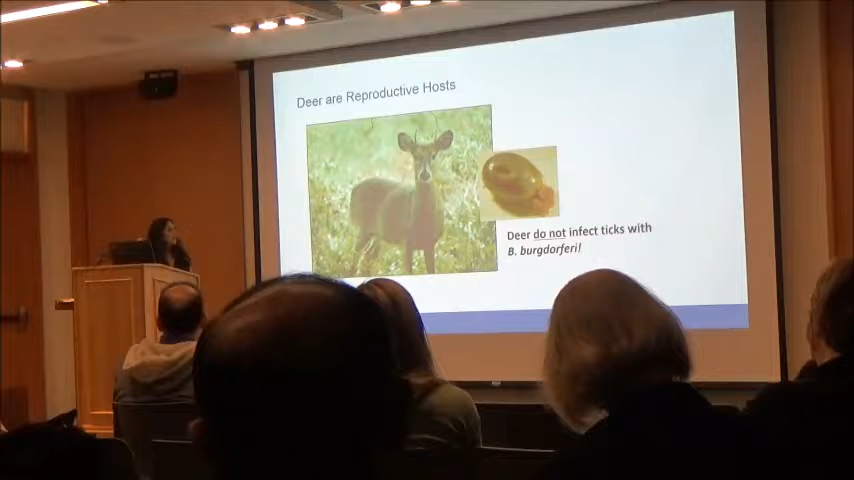 Deer are Reproductive Hosts
Deer do not infect ticks with
B. burgdorferi!